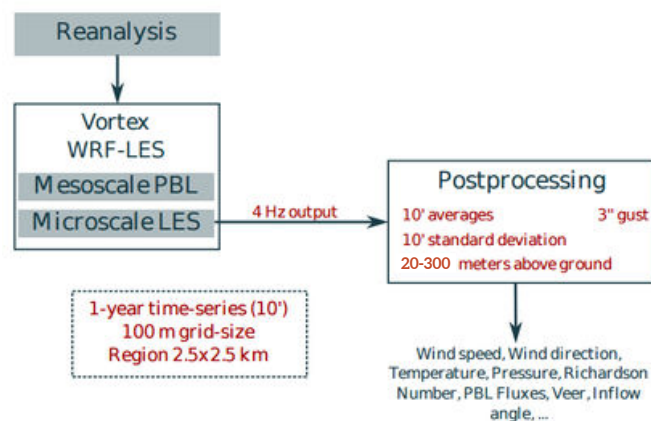 Reanalysis
Vortex
WRF-LES
Mesoscale PBL
Microscale LES
4 Hz output
Postprocessing
10' averages 3" gust
10' standard deviation
20-300 meters above ground
1-year time-series (10')
100 m grid-size
Region 2.5x2.5 km
Wind speed, Wind direction,
Temperature, Pressure, Richardson
Number, PBL Fluxes, Veer, Inflow
angle, ...